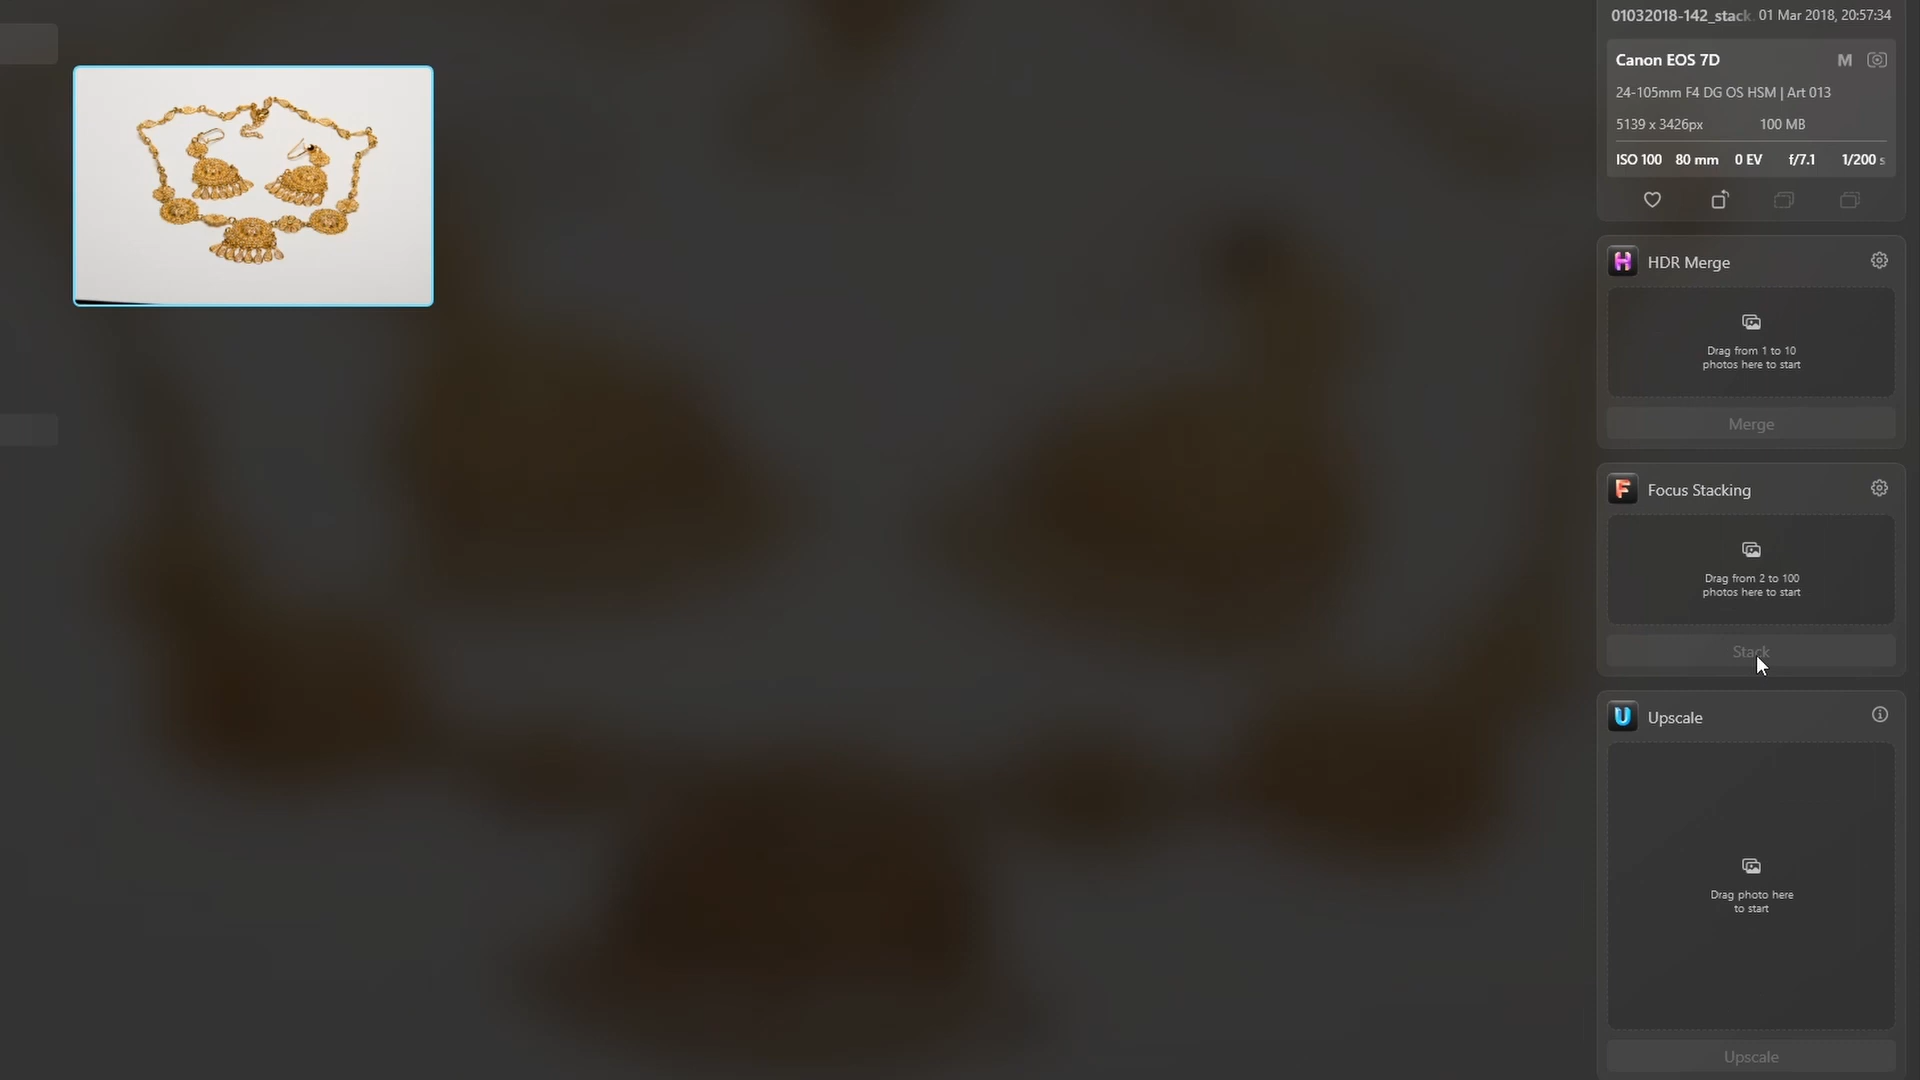 01032018-142_stack. 01 Mar 2018, 20:57:34
Canon EOS 7D M
24-105mm F4 DG OS HSM | Art 013
5139 x 3426px 100 MB
ISO 100 80 mm 0 EV f/7.1 1/200 s
H HDR Merge
Drag from 1 to 10
photos here to start
Merge
F Focus Stacking
Drag from 2 to 100
photos here to start
Stack
U Upscale
Drag photo here
to start
Upscale